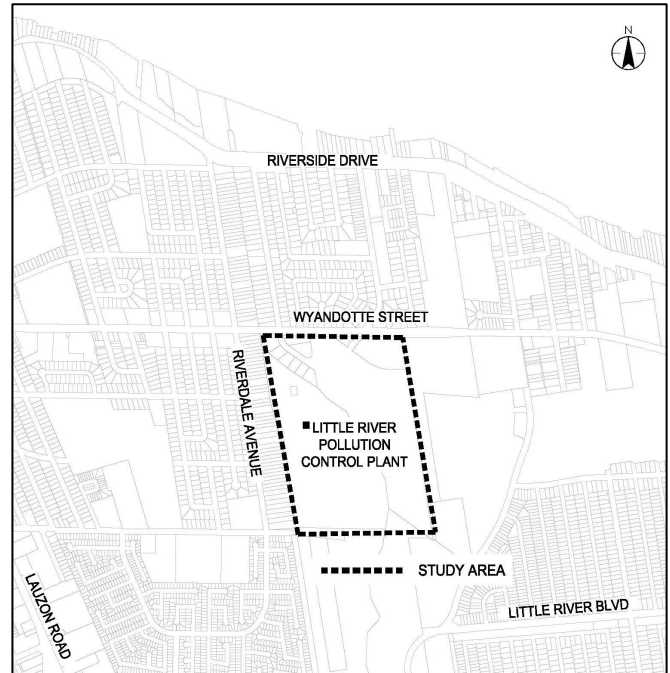 N
RIVERSIDE DRIVE
WYANDOTTE STREET
RIVERDALE AVENUE
LITTLE RIVER
POLLUTION
CONTROL PLANT
STUDY AREA
LAUZON ROAD
LITTLE RIVER BLVD